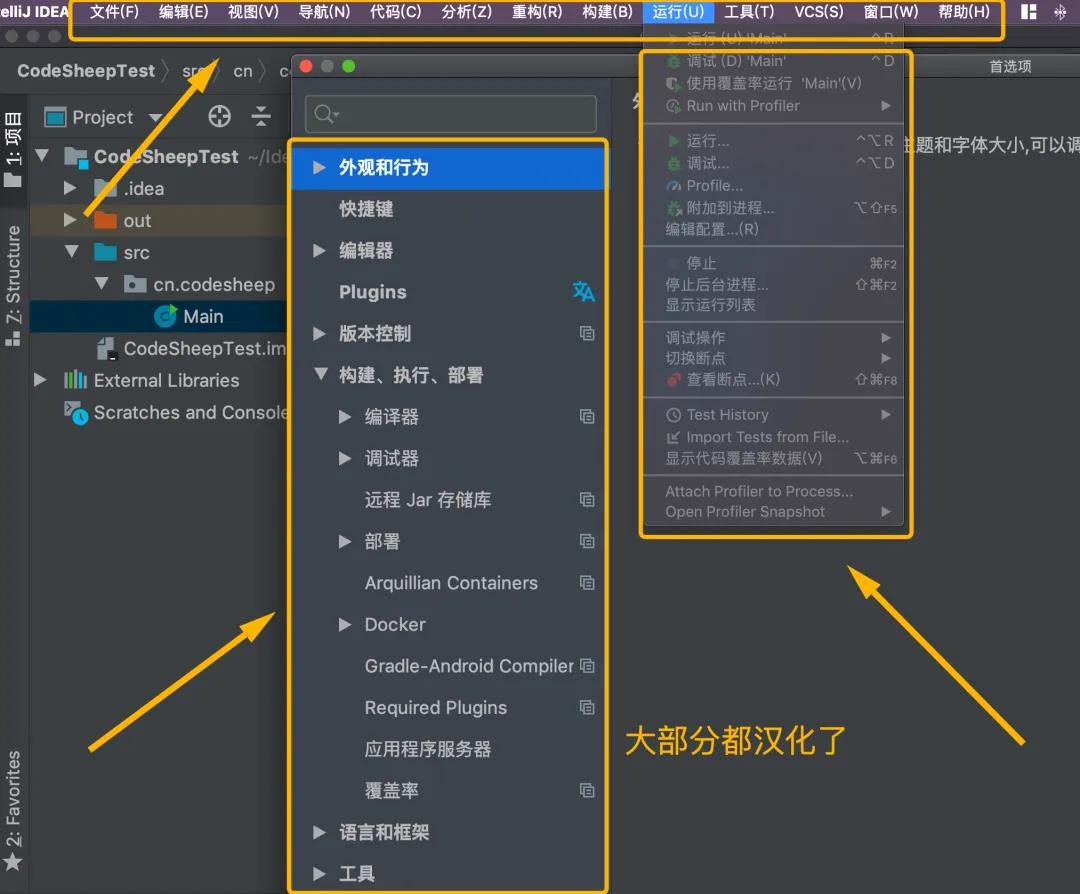 telliJ IDEA 文件(F) 编辑(E) 视图(V) 导航(N) 代码(C) 分析(Z) 重构(R) 构建(B) 运行(U) 工具(T) VCS(S) 窗口(W) 帮助(H)
CodeSheepTest src cn c
1: 项目
Project
CodeSheepTest ~/Ide
.idea
out
src
cn.codesheep
Main
CodeSheepTest.im
External Libraries
Scratches and Console
Z: Structure
2: Favorites
首选项
外观和行为
快捷键
编辑器
Plugins
版本控制
构建、执行、部署
编译器
调试器
远程 Jar 存储库
部署
Arquillian Containers
Docker
Gradle-Android Compiler
Required Plugins
应用程序服务器
覆盖率
语言和框架
工具
运行(U) 'Main' ^R
调试 (D) 'Main' ^D
使用覆盖率运行 'Main'(V)
Run with Profiler
运行... ^⌥R
调试... ^⌥D
Profile...
附加到进程... ⌥⇧F5
编辑配置...(R)
停止 ⌘F2
停止后台进程... ⇧⌘F2
显示运行列表
调试操作
切换断点
查看断点...(K) ⇧⌘F8
Test History
Import Tests from File...
显示代码覆盖率数据(V) ⌥⌘F6
Attach Profiler to Process...
Open Profiler Snapshot
主题和字体大小,可以调
大部分都汉化了